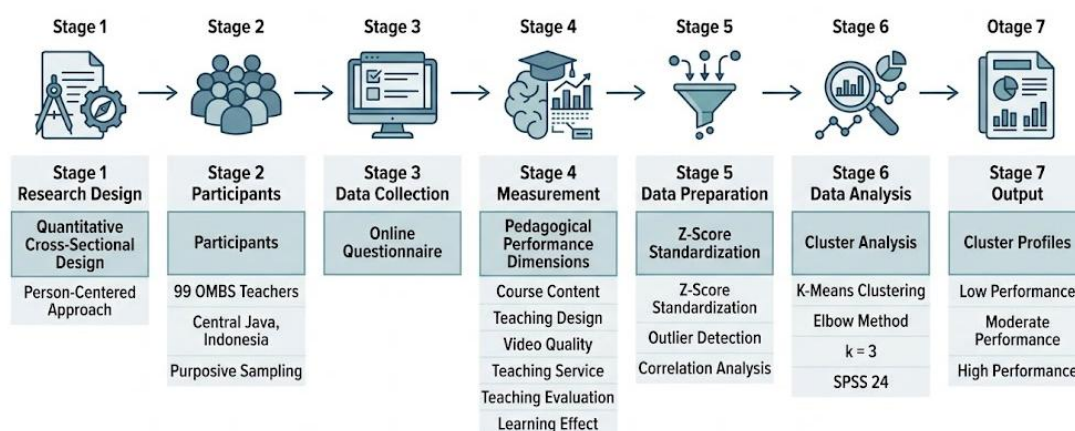 Stage 1
Stage 2
Stage 3
Stage 4
Stage 5
Stage 6
Otage 7
Stage 1
Research Design
Quantitative
Cross-Sectional
Design
Person-Centered
Approach
Stage 2
Participants
Participants
99 OMBS Teachers
Central Java,
Indonesia
Purposive Sampling
Stage 3
Data Collection
Online
Questionnaire
Stage 4
Measurement
Pedagogical
Performance
Dimensions
Course Content
Teaching Design
Video Quality
Teaching Service
Teaching Evaluation
Learning Effect
Stage 5
Data Preparation
Z-Score
Standardization
Z-Score
Standardization
Outlier Detection
Correlation Analysis
Stage 6
Data Analysis
Cluster Analysis
K-Means Clustering
Elbow Method
k = 3
SPSS 24
Stage 7
Output
Cluster Profiles
Low Performance
Moderate
Performance
High Performance